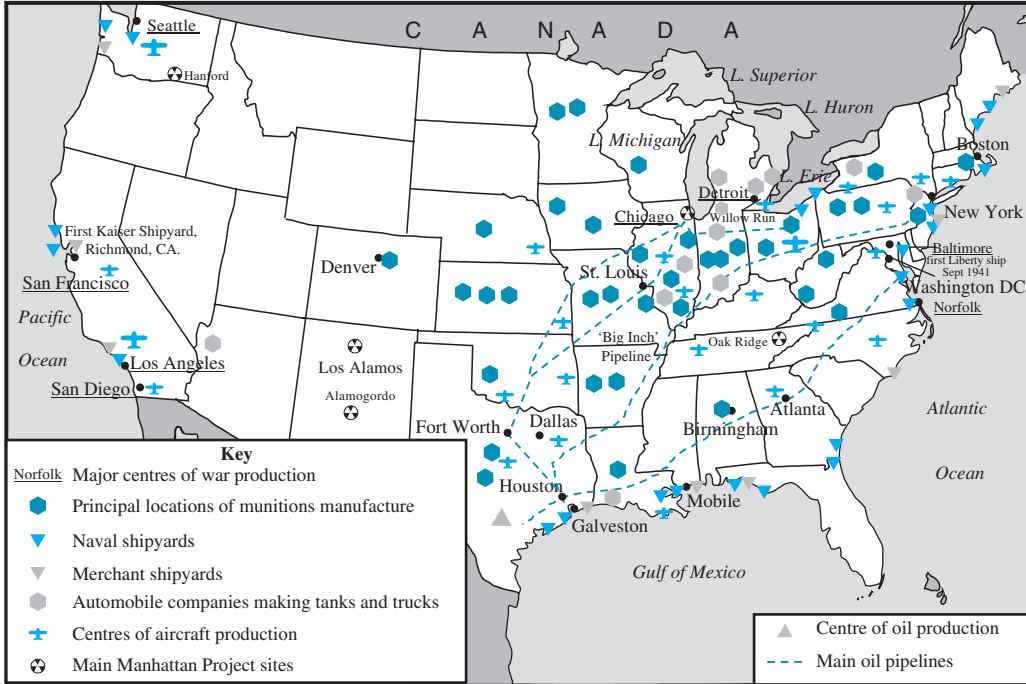 C A N A D A
Seattle
Hanford
L. Superior
L. Huron
L. Michigan
L. Erie
Boston
Detroit
Chicago
Willow Run
New York
First Kaiser Shipyard,
Richmond, CA.
San Francisco
Denver
St. Louis
Baltimore
first Liberty ship
Sept 1941
Washington DC
Norfolk
Pacific
Ocean
Los Angeles
San Diego
Los Alamos
Alamogordo
'Big Inch'
Pipeline
Oak Ridge
Atlanta
Birmingham
Atlantic
Ocean
Fort Worth
Dallas
Houston
Galveston
Mobile
Gulf of Mexico
Key
Norfolk Major centres of war production
Principal locations of munitions manufacture
Naval shipyards
Merchant shipyards
Automobile companies making tanks and trucks
Centres of aircraft production
Main Manhattan Project sites
Centre of oil production
Main oil pipelines